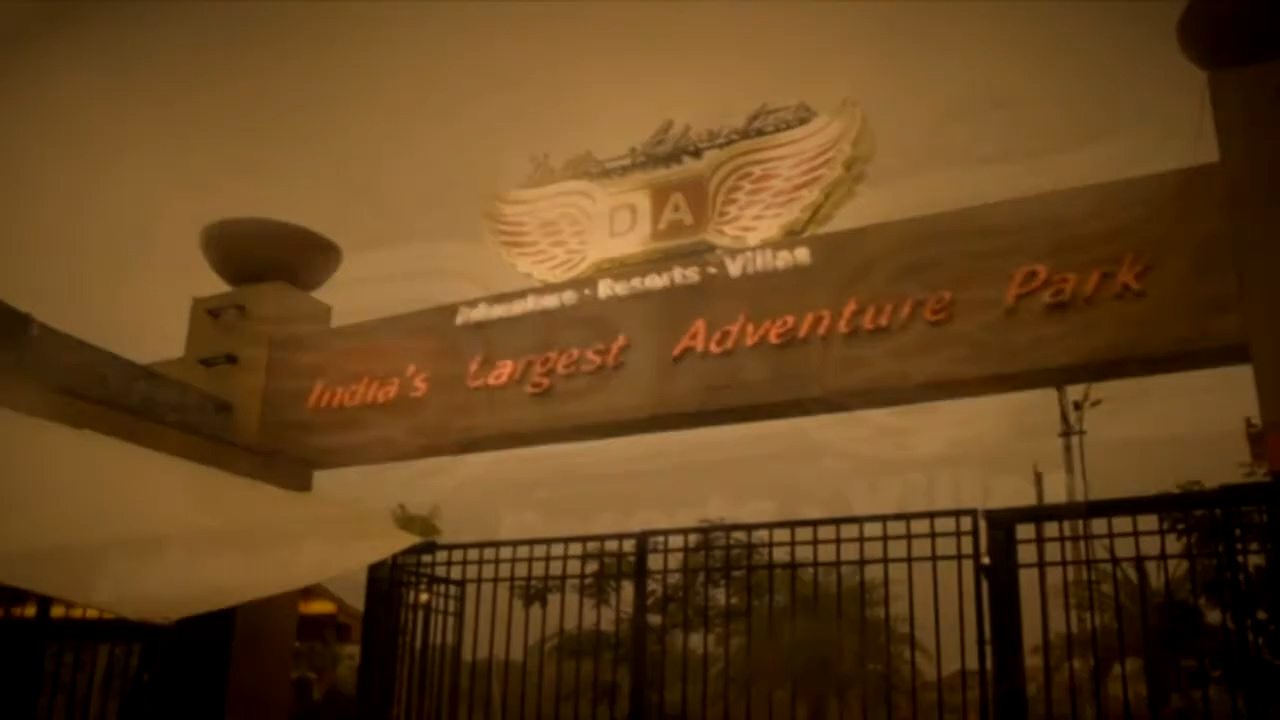 DA
Adventure · Resorts · Villas
India's Largest Adventure Park